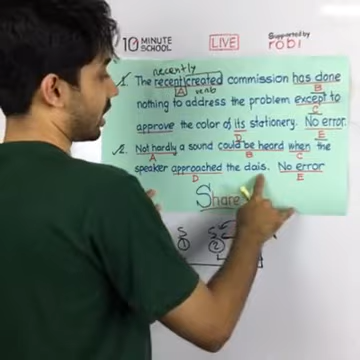 10 MINUTE SCHOOL
LIVE
Supported by
robi
recently
1. The recent created commission has done
A verb B
nothing to address the problem except to
C
approve the color of its stationery. No error.
D E
2. Not hardly a sound could be heard when the
A B C
speaker approached the dais. No error
D E
Share
S S
1 2